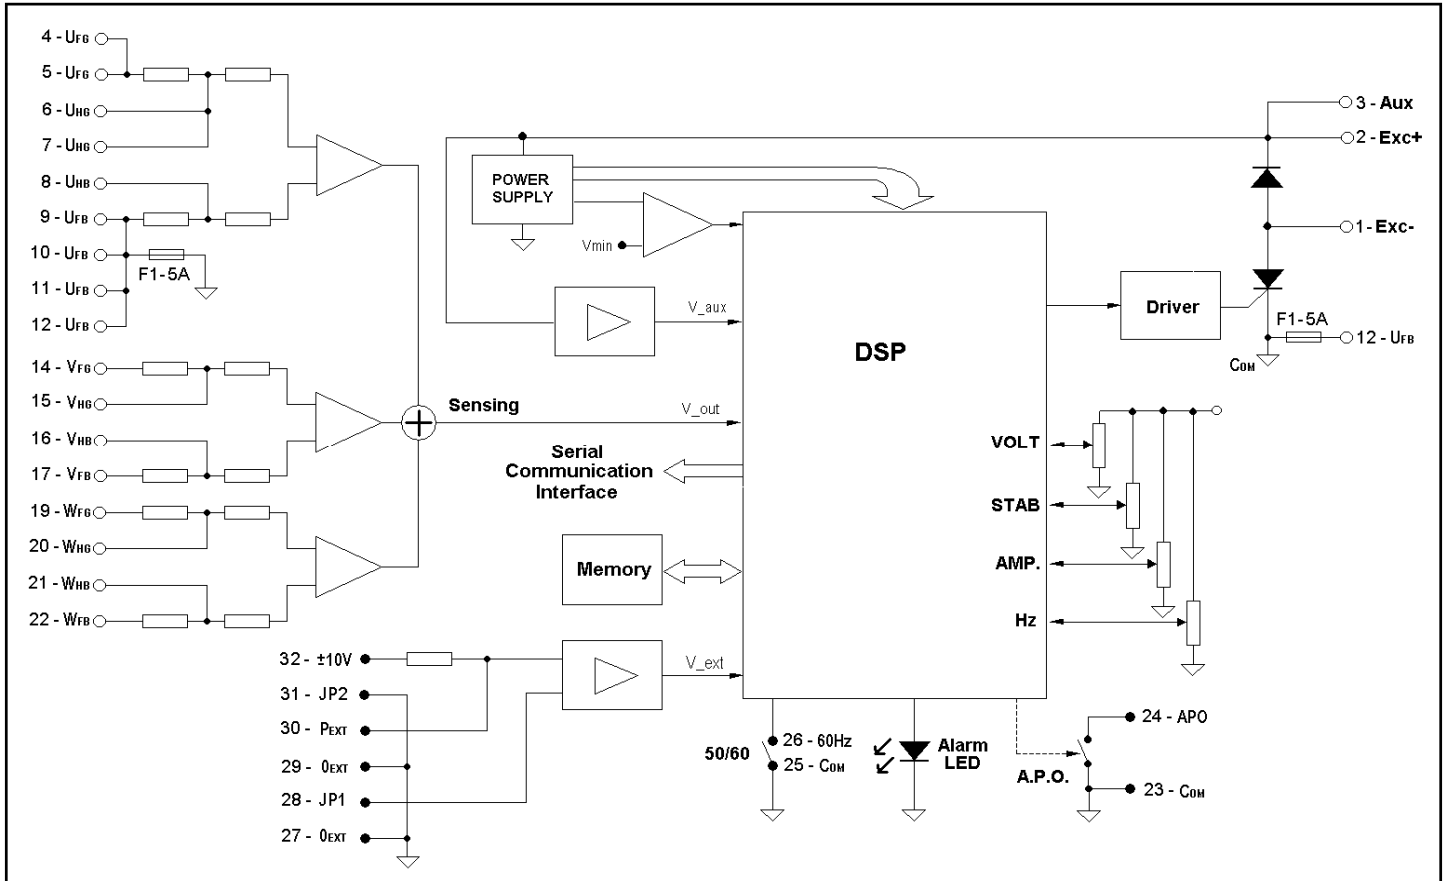 4 - UFG
5 - UFG
6 - UHG
7 - UHG
8 - UHB
9 - UFB
10 - UFB
F1-5A
11 - UFB
12 - UFB
14 - VFG
15 - VHG
16 - VHB
17 - VFB
19 - WFG
20 - WHG
21 - WHB
22 - WFB
Sensing
POWER
SUPPLY
Vmin
V_aux
V_out
Serial
Communication
Interface
Memory
V_ext
DSP
Driver
3 - Aux
2 - Exc+
1- Exc-
F1-5A
12 - UFB
COM
VOLT
STAB
AMP.
Hz
32 - ±10V
31 - JP2
30 - PEXT
29 - 0EXT
28 - JP1
27 - 0EXT
50/60
26 - 60Hz
25 - COM
Alarm
LED
A.P.O.
24 - APO
23 - COM